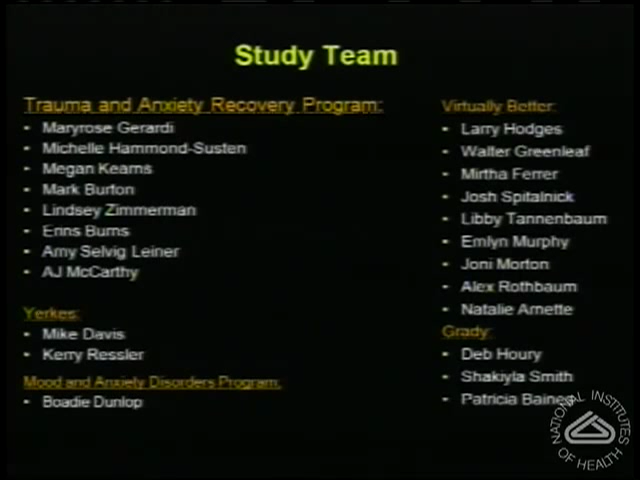 Study Team
Trauma and Anxiety Recovery Program:
• Maryrose Gerardi
• Michelle Hammond-Susten
• Megan Kearns
• Mark Burton
• Lindsey Zimmerman
• Erins Burns
• Amy Selvig Leiner
• AJ McCarthy
Yerkes:
• Mike Davis
• Kerry Ressler
Mood and Anxiety Disorders Program:
• Boadie Dunlop
Virtually Better:
• Larry Hodges
• Walter Greenleaf
• Mirtha Ferrer
• Josh Spitalnick
• Libby Tannenbaum
• Emlyn Murphy
• Joni Morton
• Alex Rothbaum
• Natalie Arnette
Grady:
• Deb Houry
• Shakiyla Smith
• Patricia Baines
NATIONAL INSTITUTES
OF HEALTH